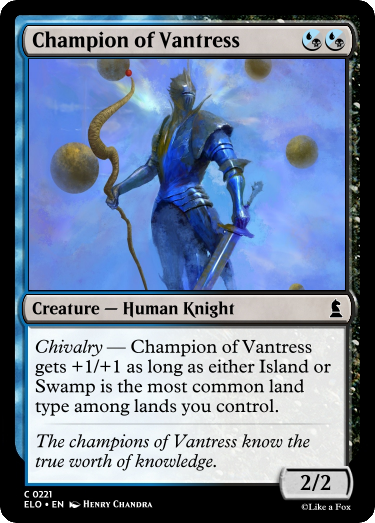 Champion of Vantress
Creature — Human Knight
Chivalry — Champion of Vantress
gets +1/+1 as long as either Island or
Swamp is the most common land
type among lands you control.
The champions of Vantress know the
true worth of knowledge.
2/2
C 0221
ELO • EN Henry Chandra
©Like a Fox